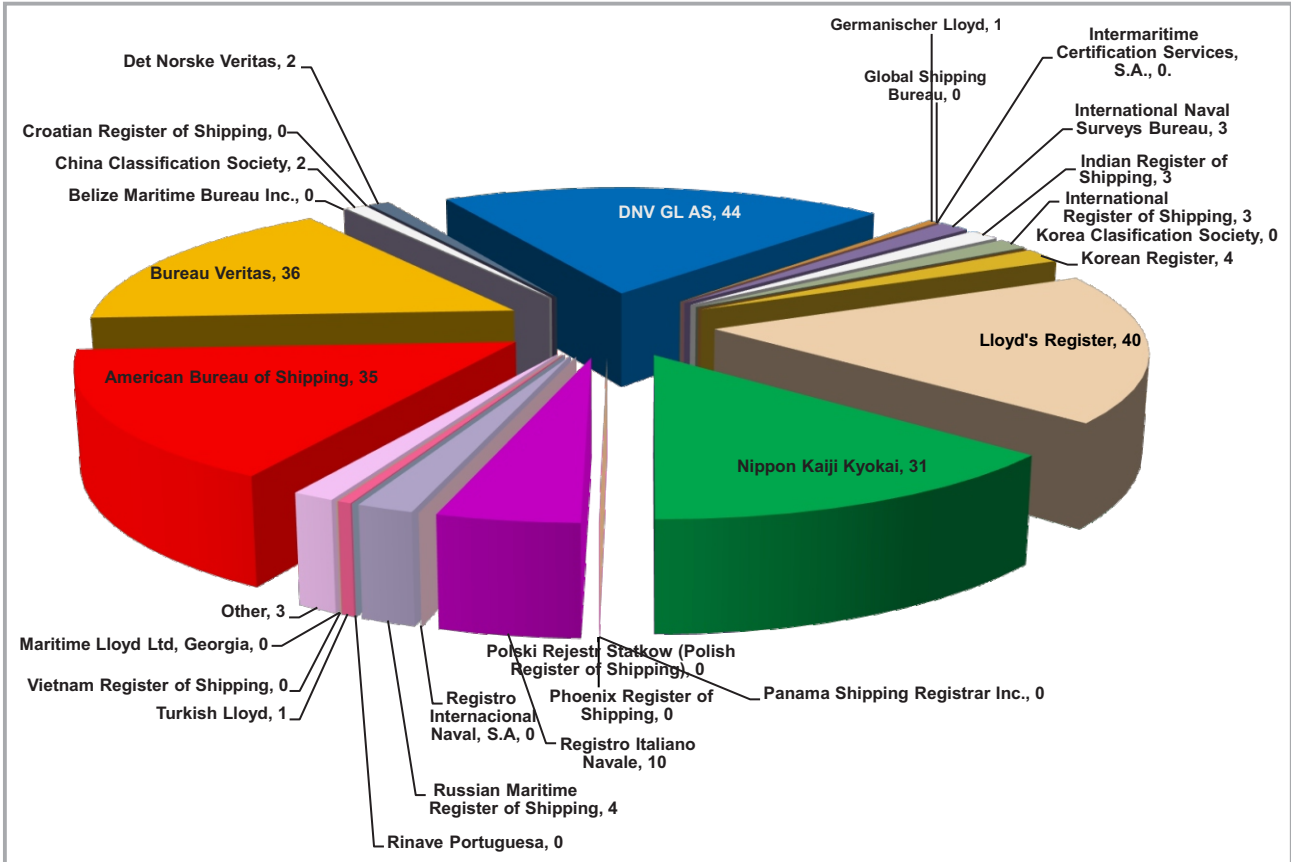 Germanischer Lloyd, 1
Intermaritime
Certification Services,
S.A., 0.
Det Norske Veritas, 2
Global Shipping
Bureau, 0
International Naval
Surveys Bureau, 3
Croatian Register of Shipping, 0
China Classification Society, 2
Indian Register of
Shipping, 3
Belize Maritime Bureau Inc., 0
International
Register of Shipping, 3
DNV GL AS, 44
Korea Clasification Society, 0
Korean Register, 4
Bureau Veritas, 36
Lloyd's Register, 40
American Bureau of Shipping, 35
Nippon Kaiji Kyokai, 31
Other, 3
Maritime Lloyd Ltd, Georgia, 0
Vietnam Register of Shipping, 0
Turkish Lloyd, 1
Polski Rejestr Statkow (Polish
Register of Shipping), 0
Registro
Internacional
Naval, S.A, 0
Phoenix Register of
Shipping, 0
Panama Shipping Registrar Inc., 0
Registro Italiano
Navale, 10
Russian Maritime
Register of Shipping, 4
Rinave Portuguesa, 0